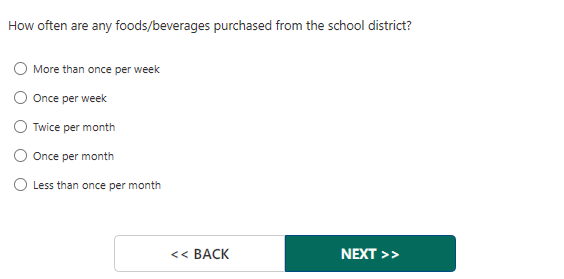 How often are any foods/beverages purchased from the school district?
More than once per week
Once per week
Twice per month
Once per month
Less than once per month
<< BACK
NEXT >>